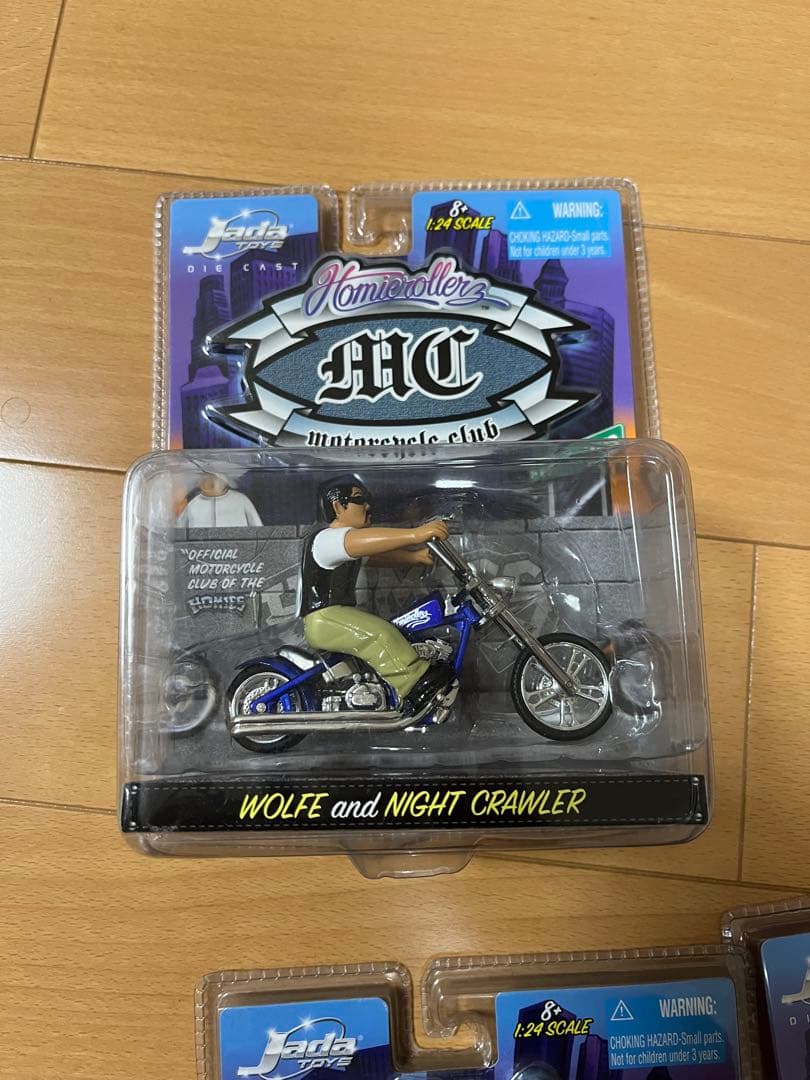 Jada
TOYS
DIE CAST
8+
1:24 SCALE
WARNING:
CHOKING HAZARD-Small parts.
Not for children under 3 years.
Homierollerz™
MC
motorcycle club
"OFFICIAL
MOTORCYCLE
CLUB OF THE
HOMIES"
WOLFE and NIGHT CRAWLER
Jada
TOYS
8+
1:24 SCALE
WARNING:
CHOKING HAZARD-Small parts.
Not for children under 3 years.